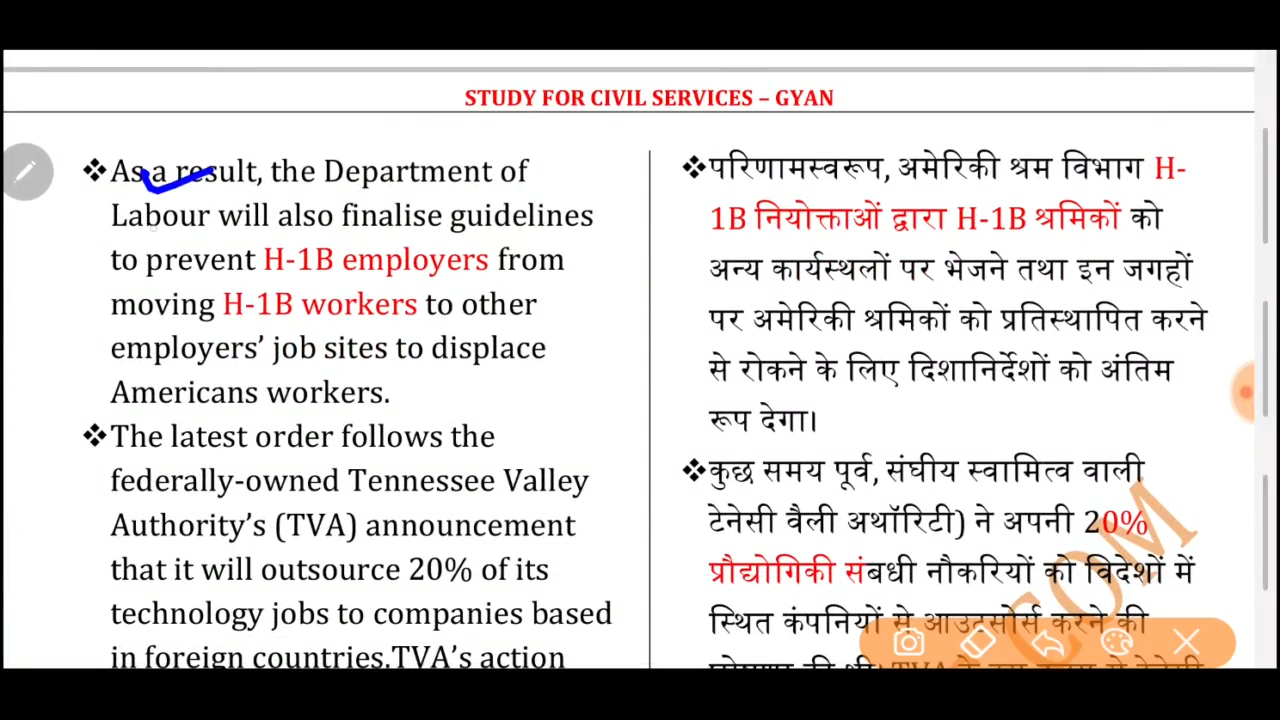 STUDY FOR CIVIL SERVICES – GYAN
❖As a result, the Department of
Labour will also finalise guidelines
to prevent H-1B employers from
moving H-1B workers to other
employers’ job sites to displace
Americans workers.
❖The latest order follows the
federally-owned Tennessee Valley
Authority’s (TVA) announcement
that it will outsource 20% of its
technology jobs to companies based
in foreign countries.TVA’s action
❖परिणामस्वरूप, अमेरिकी श्रम विभाग H-
1B नियोक्ताओं द्वारा H-1B श्रमिकों को
अन्य कार्यस्थलों पर भेजने तथा इन जगहों
पर अमेरिकी श्रमिकों को प्रतिस्थापित करने
से रोकने के लिए दिशानिर्देशों को अंतिम
रूप देगा।
❖कुछ समय पूर्व, संघीय स्वामित्व वाली
टेनेसी वैली अथॉरिटी) ने अपनी 20%
प्रौद्योगिकी संबधी नौकरियों को विदेशों में
स्थित कंपनियों से आउटसोर्स करने की
COM